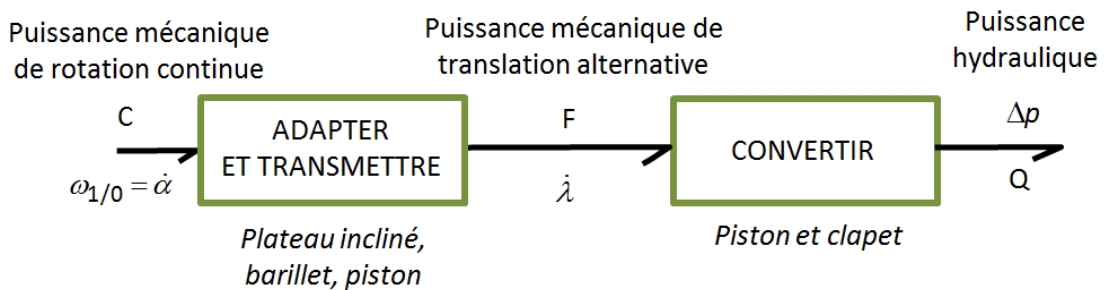 Puissance mécanique
de rotation continue
Puissance mécanique de
translation alternative
Puissance
hydraulique
C
ω1/0 = α̇
ADAPTER
ET TRANSMETTRE
F
λ̇
CONVERTIR
Δp
Q
Plateau incliné,
barillet, piston
Piston et clapet